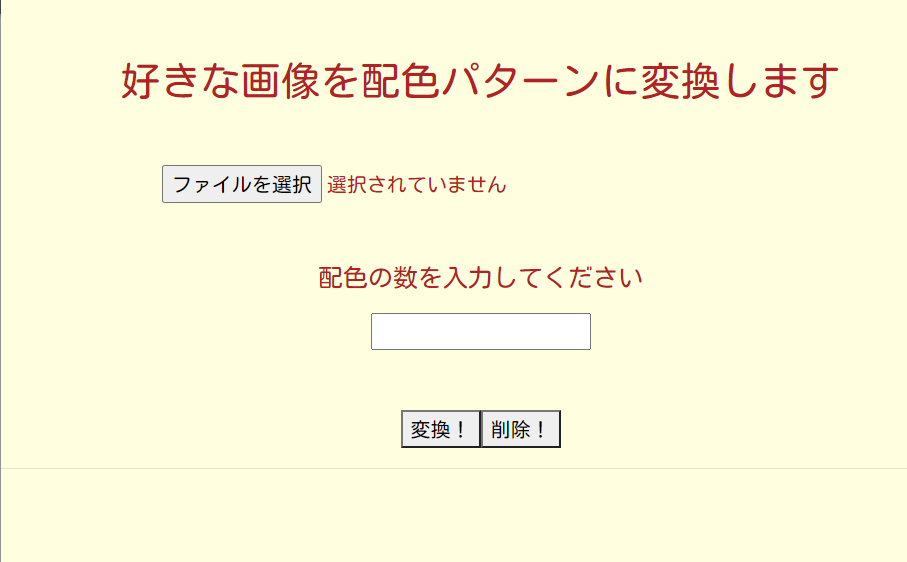 好きな画像を配色パターンに変換します
ファイルを選択 選択されていません
配色の数を入力してください
変換！削除！